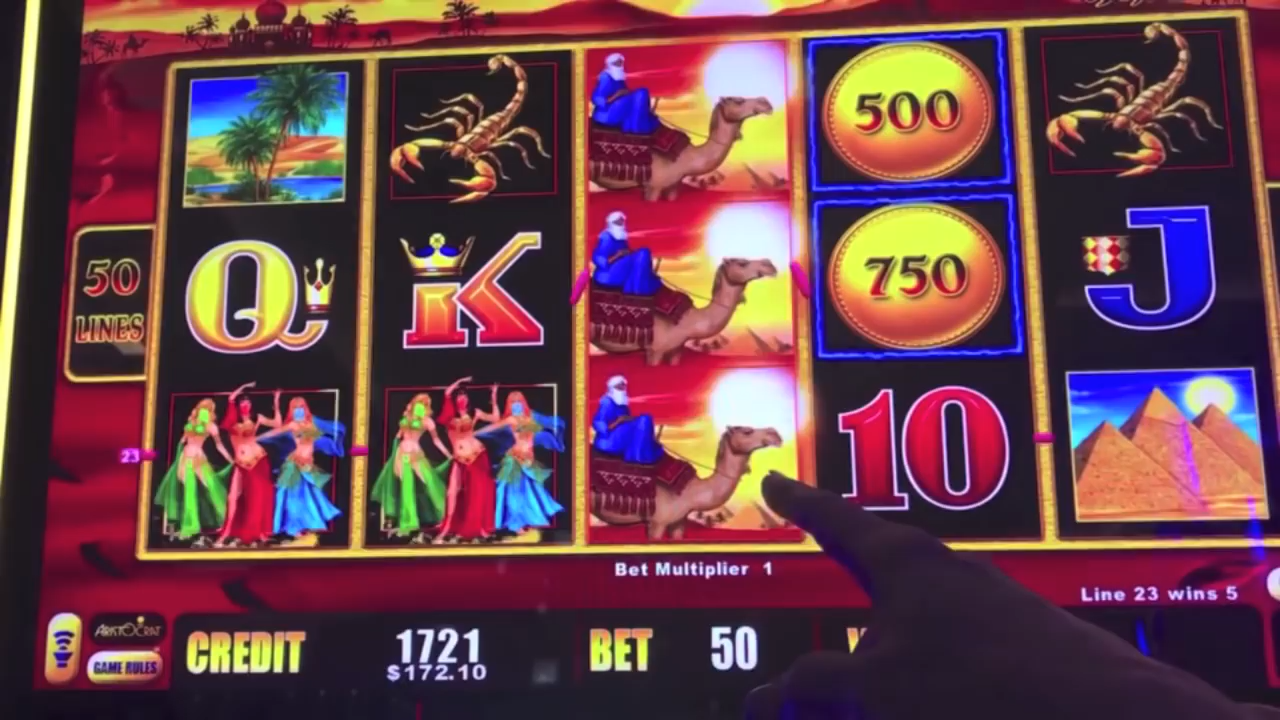 500
Q
K
750
J
50
LINES
23
10
Bet Multiplier 1
Line 23 wins 5
ARISTOCRAT
GAME RULES
CREDIT
1721
$172.10
BET
50